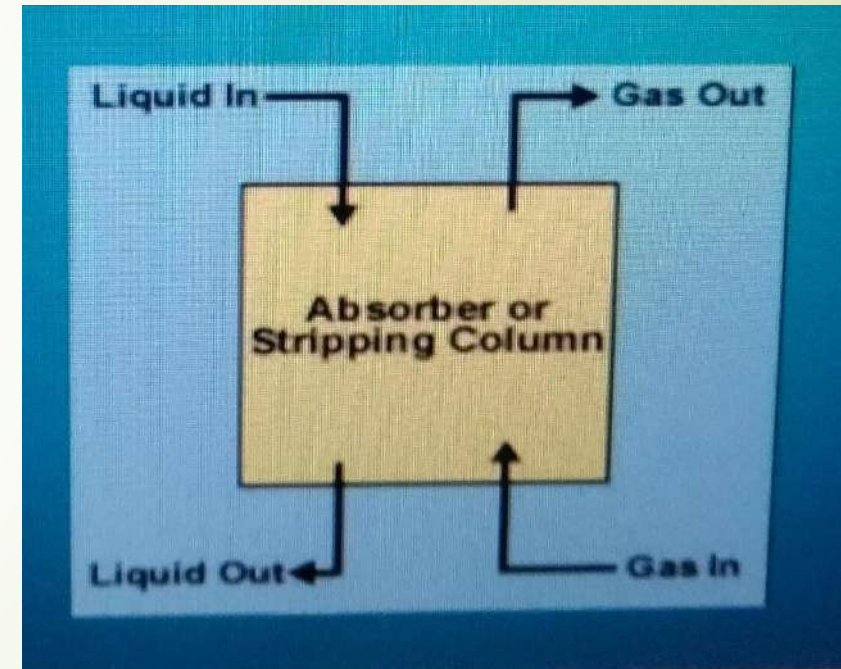 Liquid In
Gas Out
Absorber or
Stripping Column
Liquid Out
Gas In